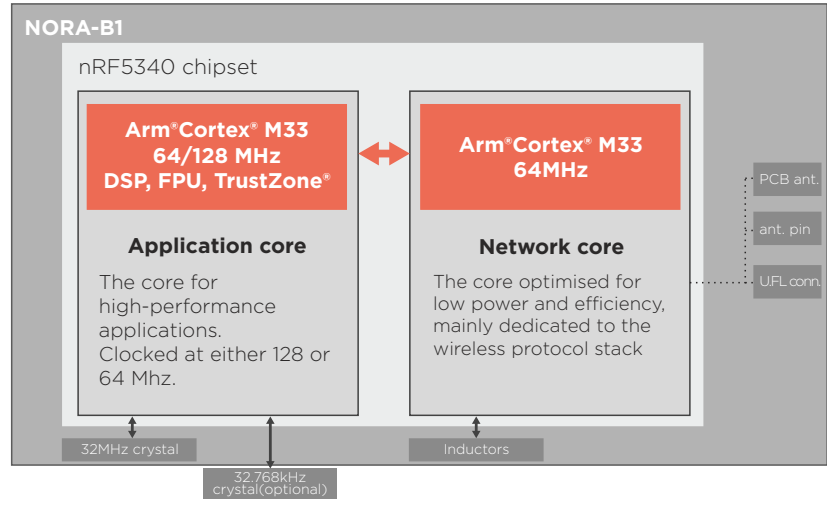 NORA-B1
nRF5340 chipset
Arm®Cortex® M33
64/128 MHz
DSP, FPU, TrustZone®
Application core
The core for
high-performance
applications.
Clocked at either 128 or
64 Mhz.
Arm®Cortex® M33
64MHz
Network core
The core optimised for
low power and efficiency,
mainly dedicated to the
wireless protocol stack
PCB ant.
ant. pin
U.FL conn.
32MHz crystal
32.768kHz
crystal(optional)
Inductors